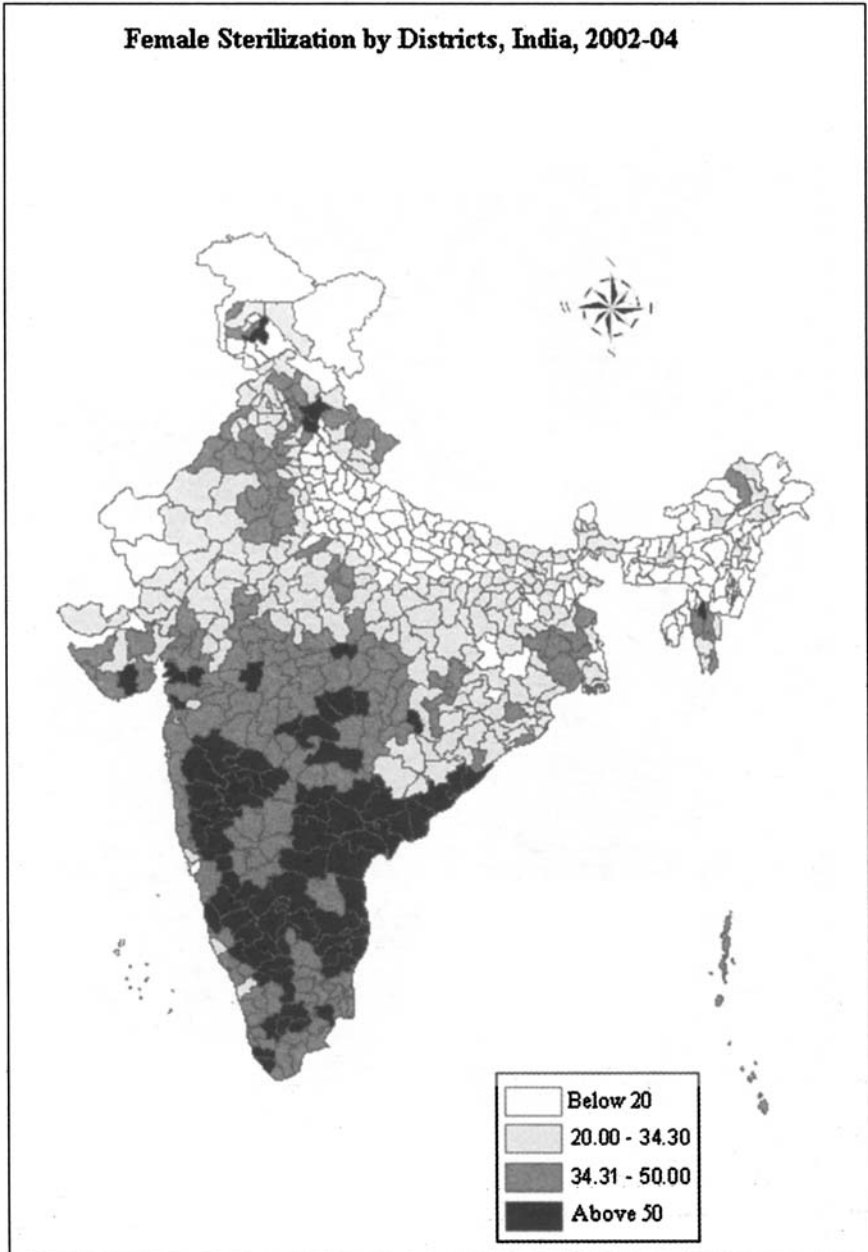 Female Sterilization by Districts, India, 2002-04
Below 20
20.00 - 34.30
34.31 - 50.00
Above 50